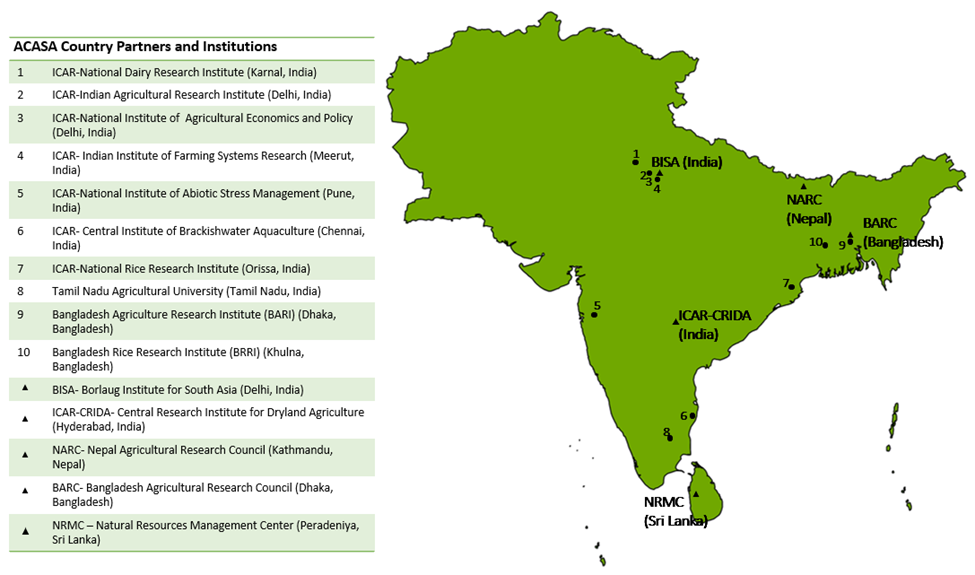 ACASA Country Partners and Institutions
1 ICAR-National Dairy Research Institute (Karnal, India)
2 ICAR-Indian Agricultural Research Institute (Delhi, India)
3 ICAR-National Institute of Agricultural Economics and Policy
(Delhi, India)
4 ICAR- Indian Institute of Farming Systems Research (Meerut,
India)
5 ICAR-National Institute of Abiotic Stress Management (Pune,
India)
6 ICAR- Central Institute of Brackishwater Aquaculture (Chennai,
India)
7 ICAR-National Rice Research Institute (Orissa, India)
8 Tamil Nadu Agricultural University (Tamil Nadu, India)
9 Bangladesh Agriculture Research Institute (BARI) (Dhaka,
Bangladesh)
10 Bangladesh Rice Research Institute (BRRI) (Khulna,
Bangladesh)
▲ BISA- Borlaug Institute for South Asia (Delhi, India)
▲ ICAR-CRIDA- Central Research Institute for Dryland Agriculture
(Hyderabad, India)
▲ NARC- Nepal Agricultural Research Council (Kathmandu,
Nepal)
▲ BARC- Bangladesh Agricultural Research Council (Dhaka,
Bangladesh)
▲ NRMC – Natural Resources Management Center (Peradeniya,
Sri Lanka)
1
BISA (India)
2
3
4
NARC
(Nepal)
BARC
(Bangladesh)
10
9
7
5
ICAR-CRIDA
(India)
6
8
NRMC
(Sri Lanka)